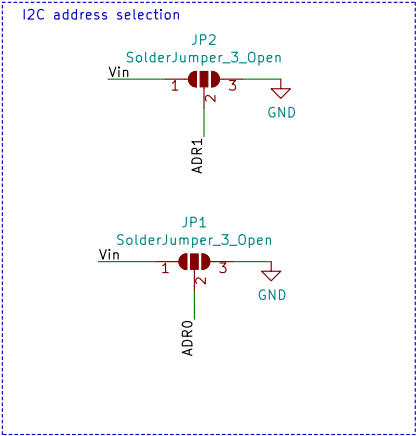 I2C address selection
JP2
SolderJumper_3_Open
Vin
1
2
3
GND
ADR1
JP1
SolderJumper_3_Open
Vin
1
2
3
GND
ADR0